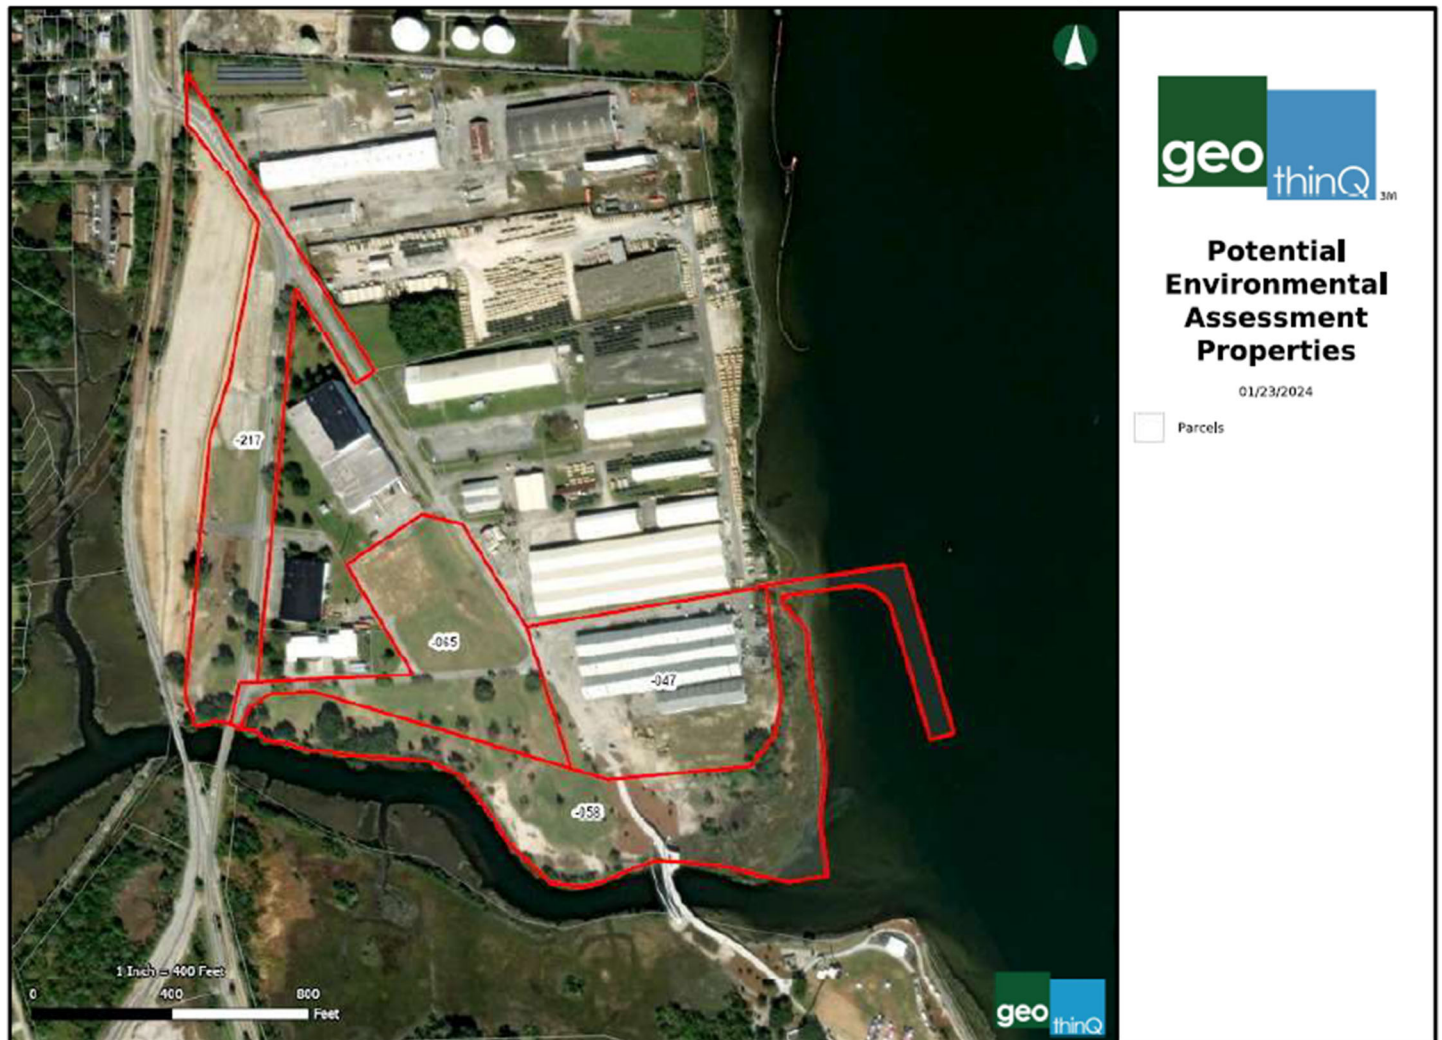 geo
thinQ
SM
Potential
Environmental
Assessment
Properties
01/23/2024
Parcels
-217
-065
-047
-058
1 Inch = 400 Feet
0 400 800
Feet
geo
thinQ